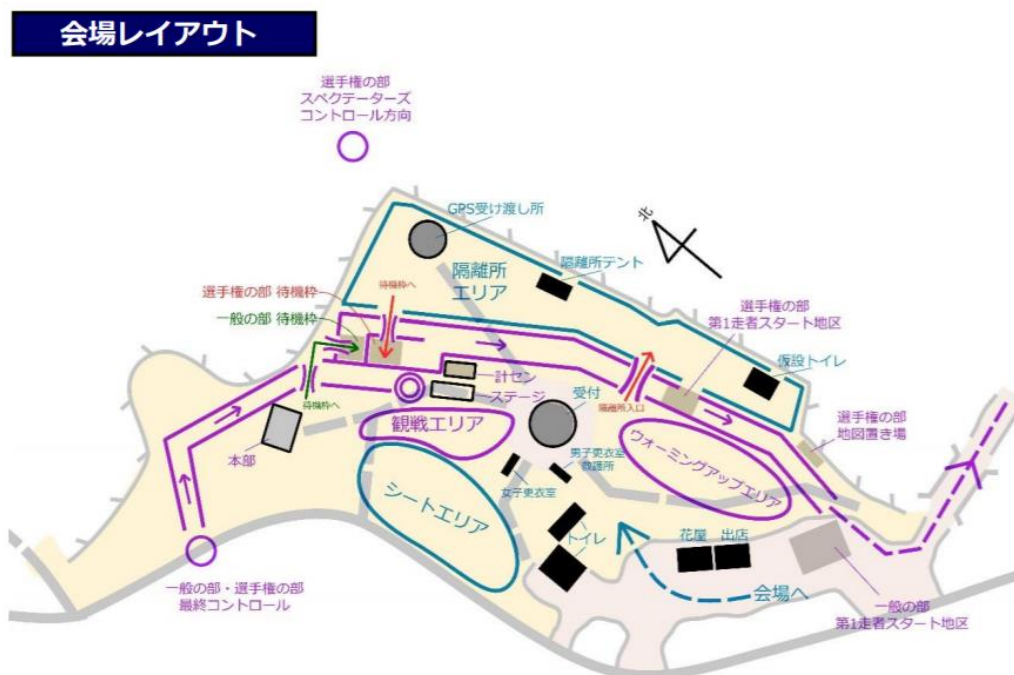 会場レイアウト
選手権の部
スペクテーターズ
コントロール方向
GPS受け渡し所
北
隔離所テント
隔離所
エリア
選手権の部 待機枠
待機枠へ
一般の部 待機枠
選手権の部
第1走者スタート地区
仮設トイレ
計セン
ステージ
受付
待機枠へ
隔離所入口
選手権の部
地図置き場
観戦エリア
本部
ウォーミングアップエリア
男子更衣室
救護所
女子更衣室
シートエリア
トイレ
花屋 出店
会場へ
一般の部・選手権の部
最終コントロール
一般の部
第1走者スタート地区